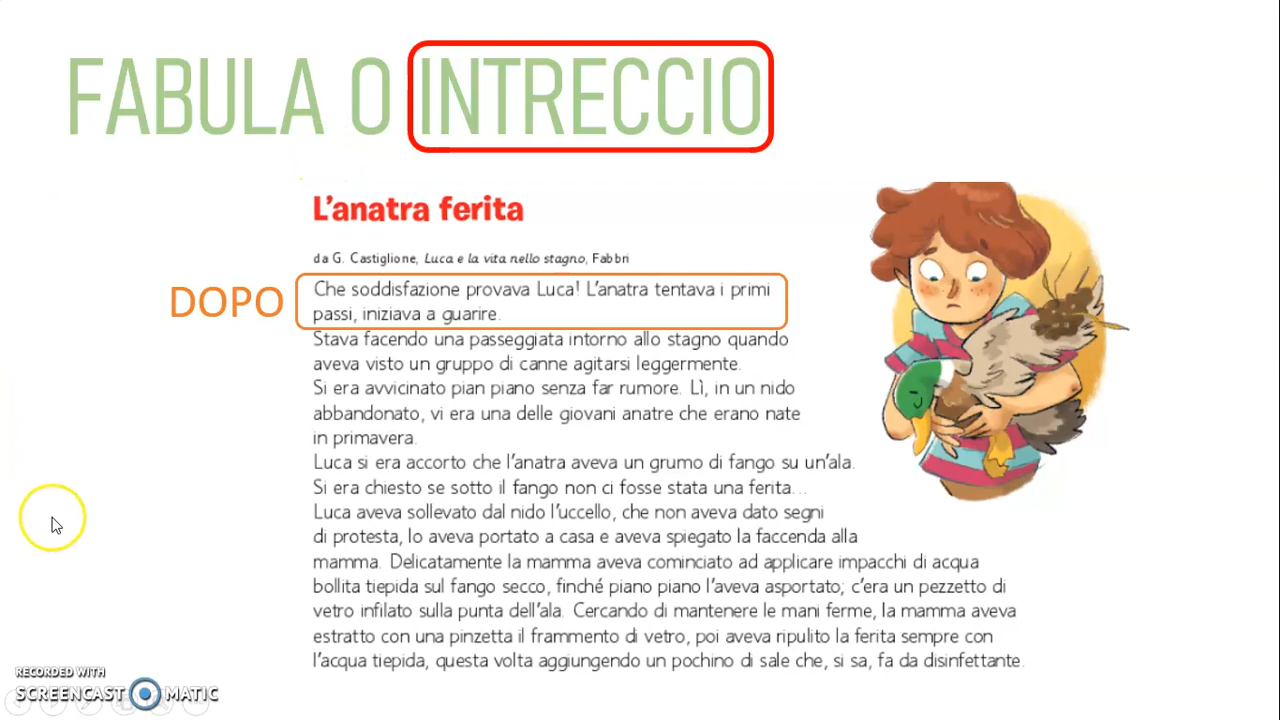 FABULA O INTRECCIO
L'anatra ferita
da G. Castiglione, Luca e la vita nello stagno, Fabbri
DOPO
Che soddisfazione provava Luca! L'anatra tentava i primi
passi, iniziava a guarire.
Stava facendo una passeggiata intorno allo stagno quando
aveva visto un gruppo di canne agitarsi leggermente.
Si era avvicinato pian piano senza far rumore. Lì, in un nido
abbandonato, vi era una delle giovani anatre che erano nate
in primavera.
Luca si era accorto che l'anatra aveva un grumo di fango su un'ala.
Si era chiesto se sotto il fango non ci fosse stata una ferita...
Luca aveva sollevato dal nido l'uccello, che non aveva dato segni
di protesta, lo aveva portato a casa e aveva spiegato la faccenda alla
mamma. Delicatamente la mamma aveva cominciato ad applicare impacchi di acqua
bollita tiepida sul fango secco, finché piano piano l'aveva asportato; c'era un pezzetto di
vetro infilato sulla punta dell'ala. Cercando di mantenere le mani ferme, la mamma aveva
estratto con una pinzetta il frammento di vetro, poi aveva ripulito la ferita sempre con
l'acqua tiepida, questa volta aggiungendo un pochino di sale che, si sa, fa da disinfettante.
RECORDED WITH
SCREENCAST MATIC